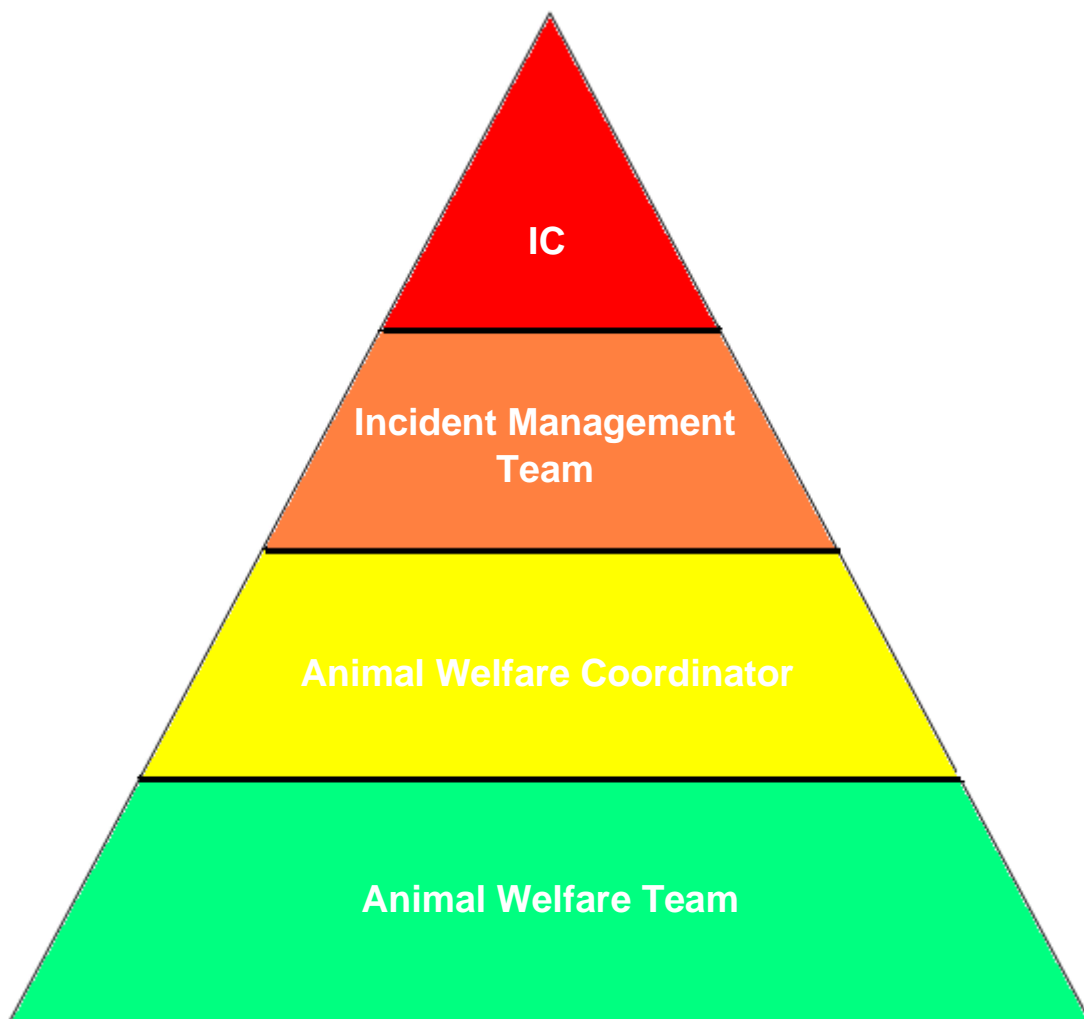 IC
Incident Management
Team
Animal Welfare Coordinator
Animal Welfare Team